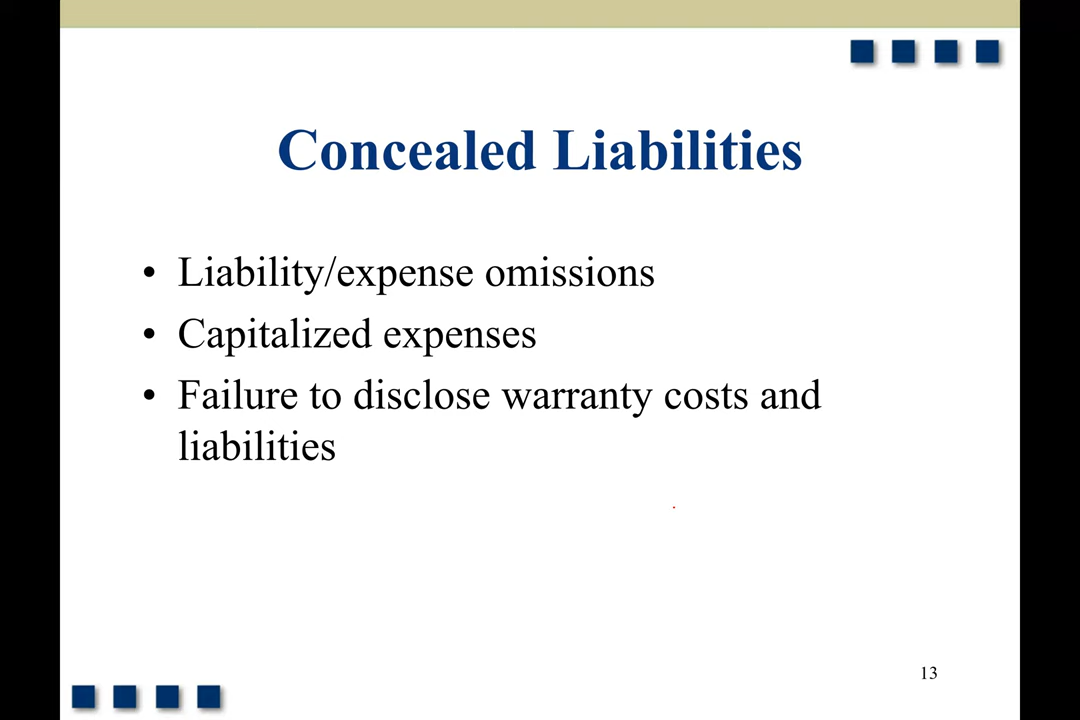 Concealed Liabilities
• Liability/expense omissions
• Capitalized expenses
• Failure to disclose warranty costs and
liabilities
13